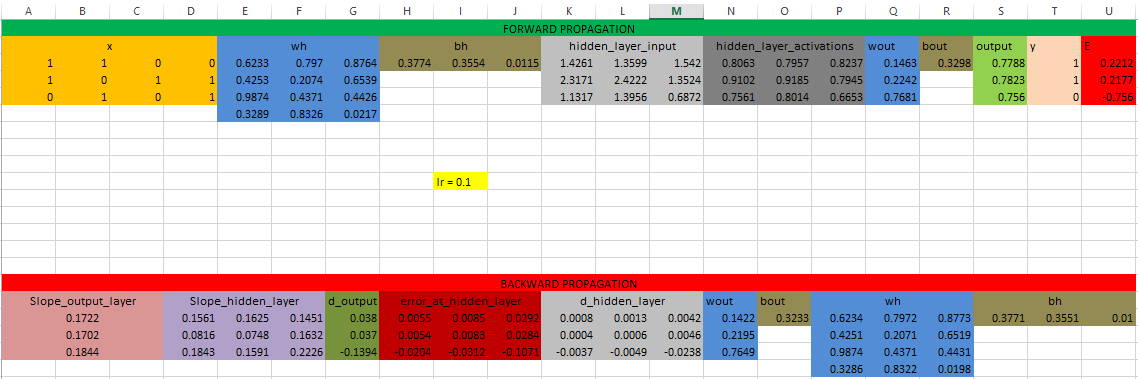 A B C D E F G H I J K L M N O P Q R S T U
FORWARD PROPAGATION
x wh bh hidden_layer_input hidden_layer_activations wout bout output y E
1 1 0 0 0.6233 0.797 0.8764 0.3774 0.3554 0.0115 1.4261 1.3599 1.542 0.8063 0.7957 0.8237 0.1463 0.3298 0.7788 1 0.2212
1 0 1 1 0.4253 0.2074 0.6539 2.3171 2.4222 1.3524 0.9102 0.9185 0.7945 0.2242 0.7823 1 0.2177
0 1 0 1 0.9874 0.4371 0.4426 1.1317 1.3956 0.6872 0.7561 0.8014 0.6653 0.7681 0.756 0 -0.756
0.3289 0.8326 0.0217
lr = 0.1
BACKWARD PROPAGATION
Slope_output_layer Slope_hidden_layer d_output error_at_hidden_layer d_hidden_layer wout bout wh bh
0.1722 0.1561 0.1625 0.1451 0.038 0.0055 0.0085 0.0292 0.0008 0.0013 0.0042 0.1422 0.3233 0.6234 0.7972 0.8773 0.3771 0.3551 0.01
0.1702 0.0816 0.0748 0.1632 0.037 0.0054 0.0083 0.0284 0.0004 0.0006 0.0046 0.2195 0.4251 0.2071 0.6519
0.1844 0.1843 0.1591 0.2226 -0.1394 -0.0204 -0.0312 -0.1071 -0.0037 -0.0049 -0.0238 0.7649 0.9874 0.4371 0.4431
0.3286 0.8322 0.0198